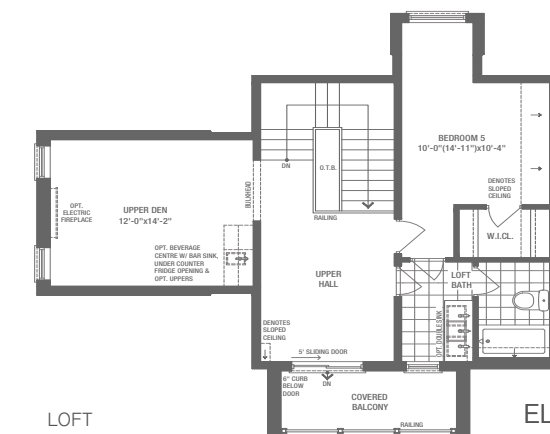 BEDROOM 5
10'-0"(14'-11")x10'-4"
DENOTES
SLOPED
CEILING
W.I.CL.
DN
O.T.B.
RAILING
BULKHEAD
OPT.
ELECTRIC
FIREPLACE
UPPER DEN
12'-0"x14'-2"
OPT. BEVERAGE
CENTRE W/ BAR SINK,
UNDER COUNTER
FRIDGE OPENING &
OPT. UPPERS
UPPER
HALL
LOFT
BATH
OPT. DOUBLE SINK
DENOTES
SLOPED
CEILING
5' SLIDING DOOR
6" CURB
BELOW
DOOR
DN
COVERED
BALCONY
RAILING
LOFT
EL